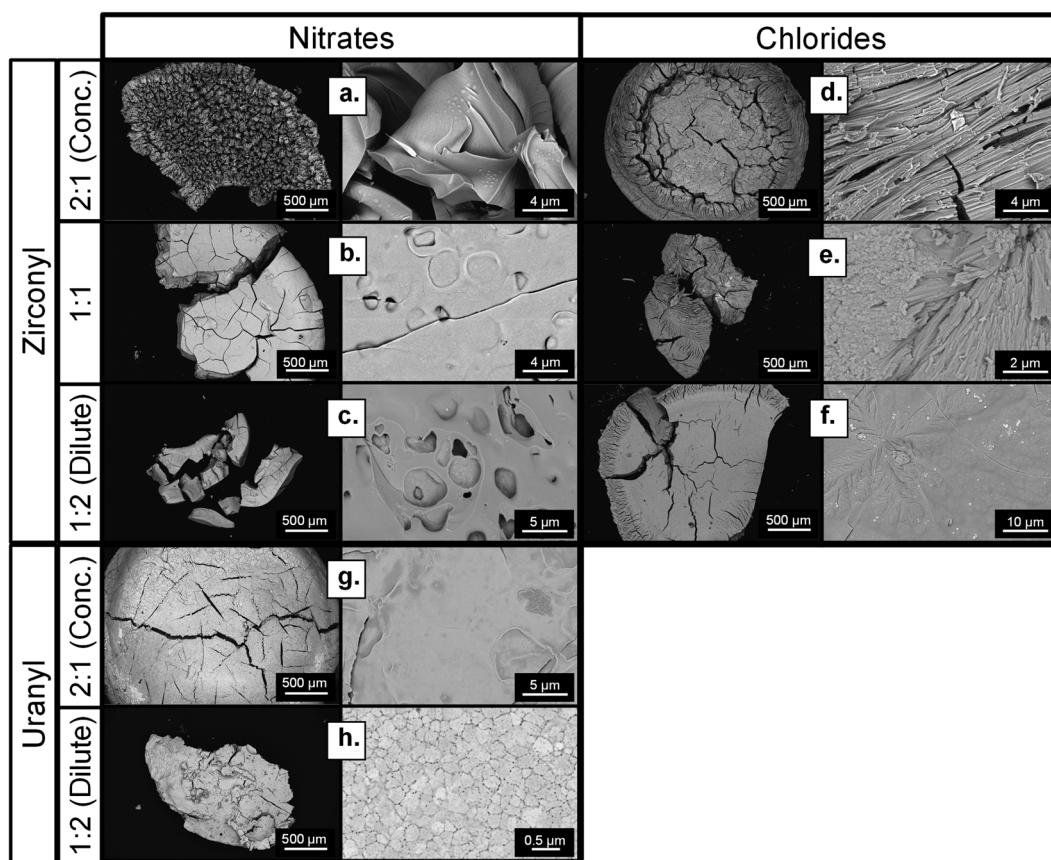 Nitrates
Chlorides
Zirconyl
2:1 (Conc.)
a.
500 µm
4 µm
d.
500 µm
4 µm
1:1
b.
500 µm
4 µm
e.
500 µm
2 µm
1:2 (Dilute)
c.
500 µm
5 µm
f.
500 µm
10 µm
Uranyl
2:1 (Conc.)
g.
500 µm
5 µm
1:2 (Dilute)
h.
500 µm
0.5 µm